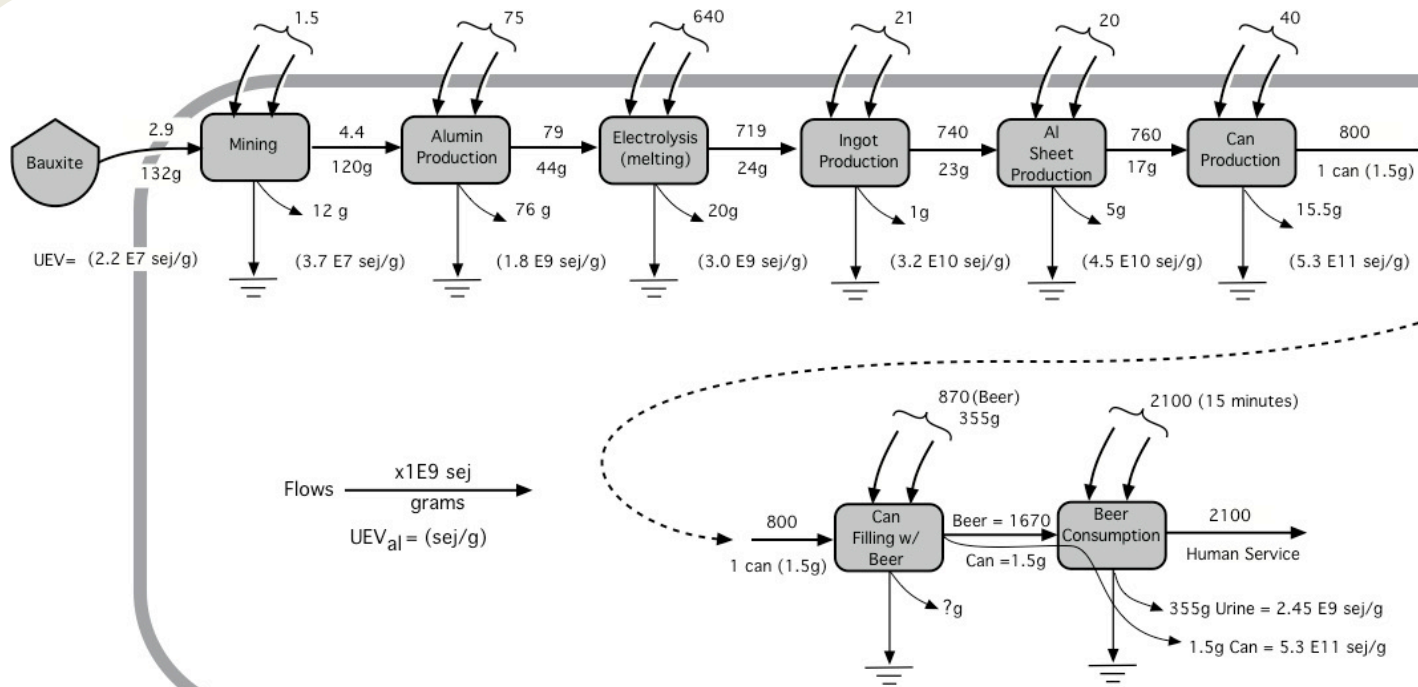 1.5
75
640
21
20
40
Bauxite
2.9
132g
Mining
4.4
120g
Alumin
Production
79
44g
Electrolysis
(melting)
719
24g
Ingot
Production
740
23g
Al
Sheet
Production
760
17g
Can
Production
800
1 can (1.5g)
12 g
76 g
20g
1g
5g
15.5g
UEV= (2.2 E7 sej/g)
(3.7 E7 sej/g)
(1.8 E9 sej/g)
(3.0 E9 sej/g)
(3.2 E10 sej/g)
(4.5 E10 sej/g)
(5.3 E11 sej/g)
870(Beer)
355g
2100 (15 minutes)
Flows
x1E9 sej
grams
UEVal = (sej/g)
800
1 can (1.5g)
Can
Filling w/
Beer
Beer = 1670
Can =1.5g
Beer
Consumption
2100
Human Service
?g
355g Urine = 2.45 E9 sej/g
1.5g Can = 5.3 E11 sej/g